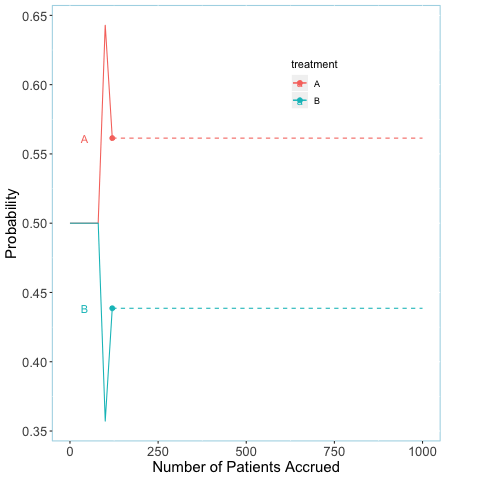 0.65
0.60
0.55
0.50
0.45
0.40
0.35
Probability
treatment
A
B
A
B
0 250 500 750 1000
Number of Patients Accrued